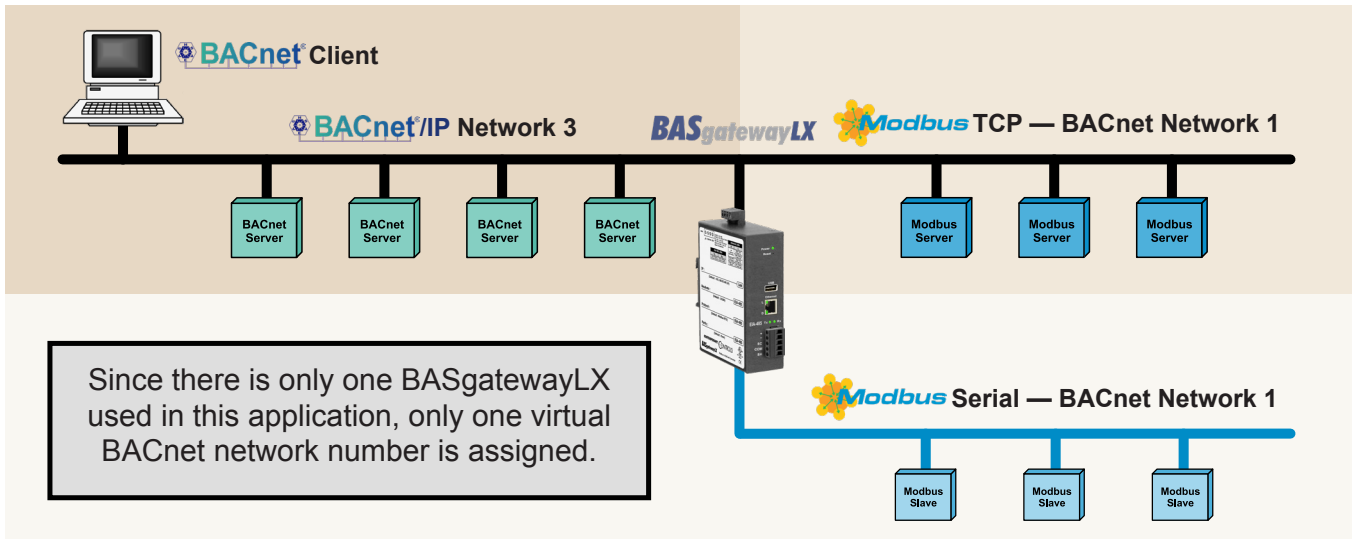 BACnet® Client
BACnet®/IP Network 3
BASgatewayLX
Modbus TCP — BACnet Network 1
BACnet
Server
BACnet
Server
BACnet
Server
BACnet
Server
Modbus
Server
Modbus
Server
Modbus
Server
Since there is only one BASgatewayLX
used in this application, only one virtual
BACnet network number is assigned.
Modbus Serial — BACnet Network 1
Modbus
Slave
Modbus
Slave
Modbus
Slave